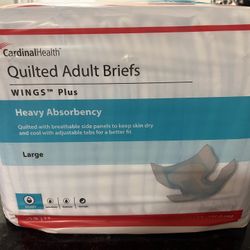 CardinalHealth™
Quilted Adult Briefs
WINGS™ Plus
Heavy Absorbency
Quilted with breathable side panels to keep skin dry
and cool with adjustable tabs for a better fit
Large